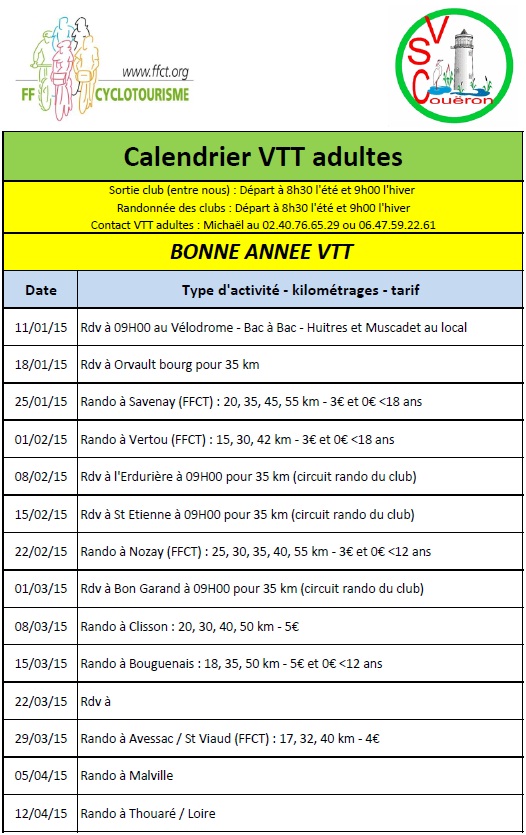 www.ffct.org
FF CYCLOTOURISME
VSC Couëron
Calendrier VTT adultes
Sortie club (entre nous) : Départ à 8h30 l'été et 9h00 l'hiver
Randonnée des clubs : Départ à 8h30 l'été et 9h00 l'hiver
Contact VTT adultes : Michaël au 02.40.76.65.29 ou 06.47.59.22.61
BONNE ANNEE VTT
Date Type d'activité - kilométrages - tarif
11/01/15 Rdv à 09H00 au Vélodrome - Bac à Bac - Huitres et Muscadet au local
18/01/15 Rdv à Orvault bourg pour 35 km
25/01/15 Rando à Savenay (FFCT) : 20, 35, 45, 55 km - 3€ et 0€ <18 ans
01/02/15 Rando à Vertou (FFCT) : 15, 30, 42 km - 3€ et 0€ <18 ans
08/02/15 Rdv à l'Erdurière à 09H00 pour 35 km (circuit rando du club)
15/02/15 Rdv à St Etienne à 09H00 pour 35 km (circuit rando du club)
22/02/15 Rando à Nozay (FFCT) : 25, 30, 35, 40, 55 km - 3€ et 0€ <12 ans
01/03/15 Rdv à Bon Garand à 09H00 pour 35 km (circuit rando du club)
08/03/15 Rando à Clisson : 20, 30, 40, 50 km - 5€
15/03/15 Rando à Bouguenais : 18, 35, 50 km - 5€ et 0€ <12 ans
22/03/15 Rdv à
29/03/15 Rando à Avessac / St Viaud (FFCT) : 17, 32, 40 km - 4€
05/04/15 Rando à Malville
12/04/15 Rando à Thouaré / Loire